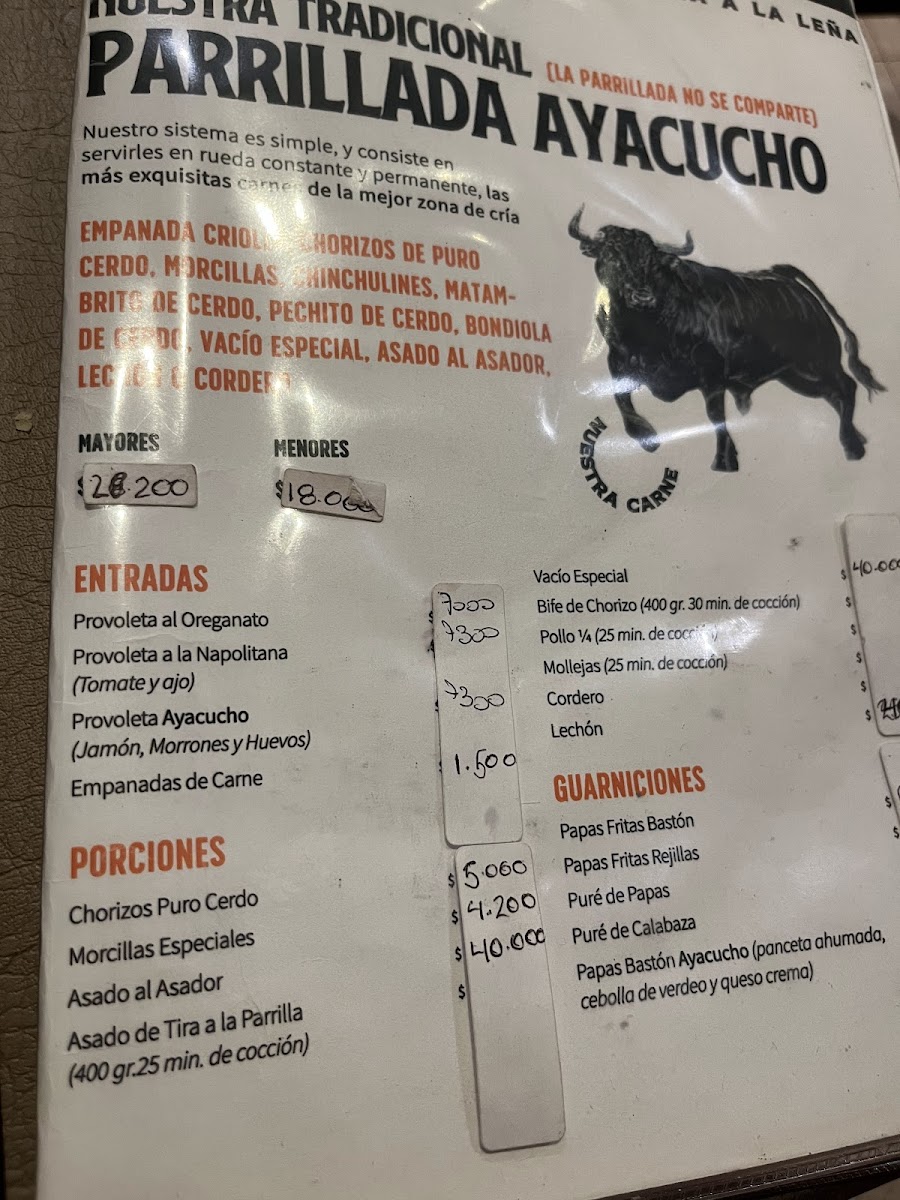 NUESTRA TRADICIONAL
A LA LEÑA
PARRILLADA AYACUCHO
(LA PARRILLADA NO SE COMPARTE)
Nuestro sistema es simple, y consiste en
servirles en rueda constante y permanente, las
más exquisitas carnes de la mejor zona de cría
EMPANADA CRIOLLA, CHORIZOS DE PURO
CERDO, MORCILLAS, CHINCHULINES, MATAM-
BRITO DE CERDO, PECHITO DE CERDO, BONDIOLA
DE CERDO, VACÍO ESPECIAL, ASADO AL ASADOR,
LECHÓN O CORDERO
MAYORES
$ 200
MENORES
$18.000
NUESTRA CARNE
ENTRADAS
Provoleta al Oreganato 7000
Provoleta a la Napolitana 7300
(Tomate y ajo)
Provoleta Ayacucho 7300
(Jamón, Morrones y Huevos)
Empanadas de Carne 1.500
PORCIONES
Chorizos Puro Cerdo $ 5.060
Morcillas Especiales $ 4.200
Asado al Asador $ 40.000
Asado de Tira a la Parrilla $
(400 gr.25 min. de cocción)
Vacío Especial $ 40.000
Bife de Chorizo (400 gr. 30 min. de cocción) $
Pollo ¼ (25 min. de cocción) $
Mollejas (25 min. de cocción) $
Cordero $
Lechón $
GUARNICIONES
Papas Fritas Bastón $
Papas Fritas Rejillas $
Puré de Papas
Puré de Calabaza
Papas Bastón Ayacucho (panceta ahumada,
cebolla de verdeo y queso crema)